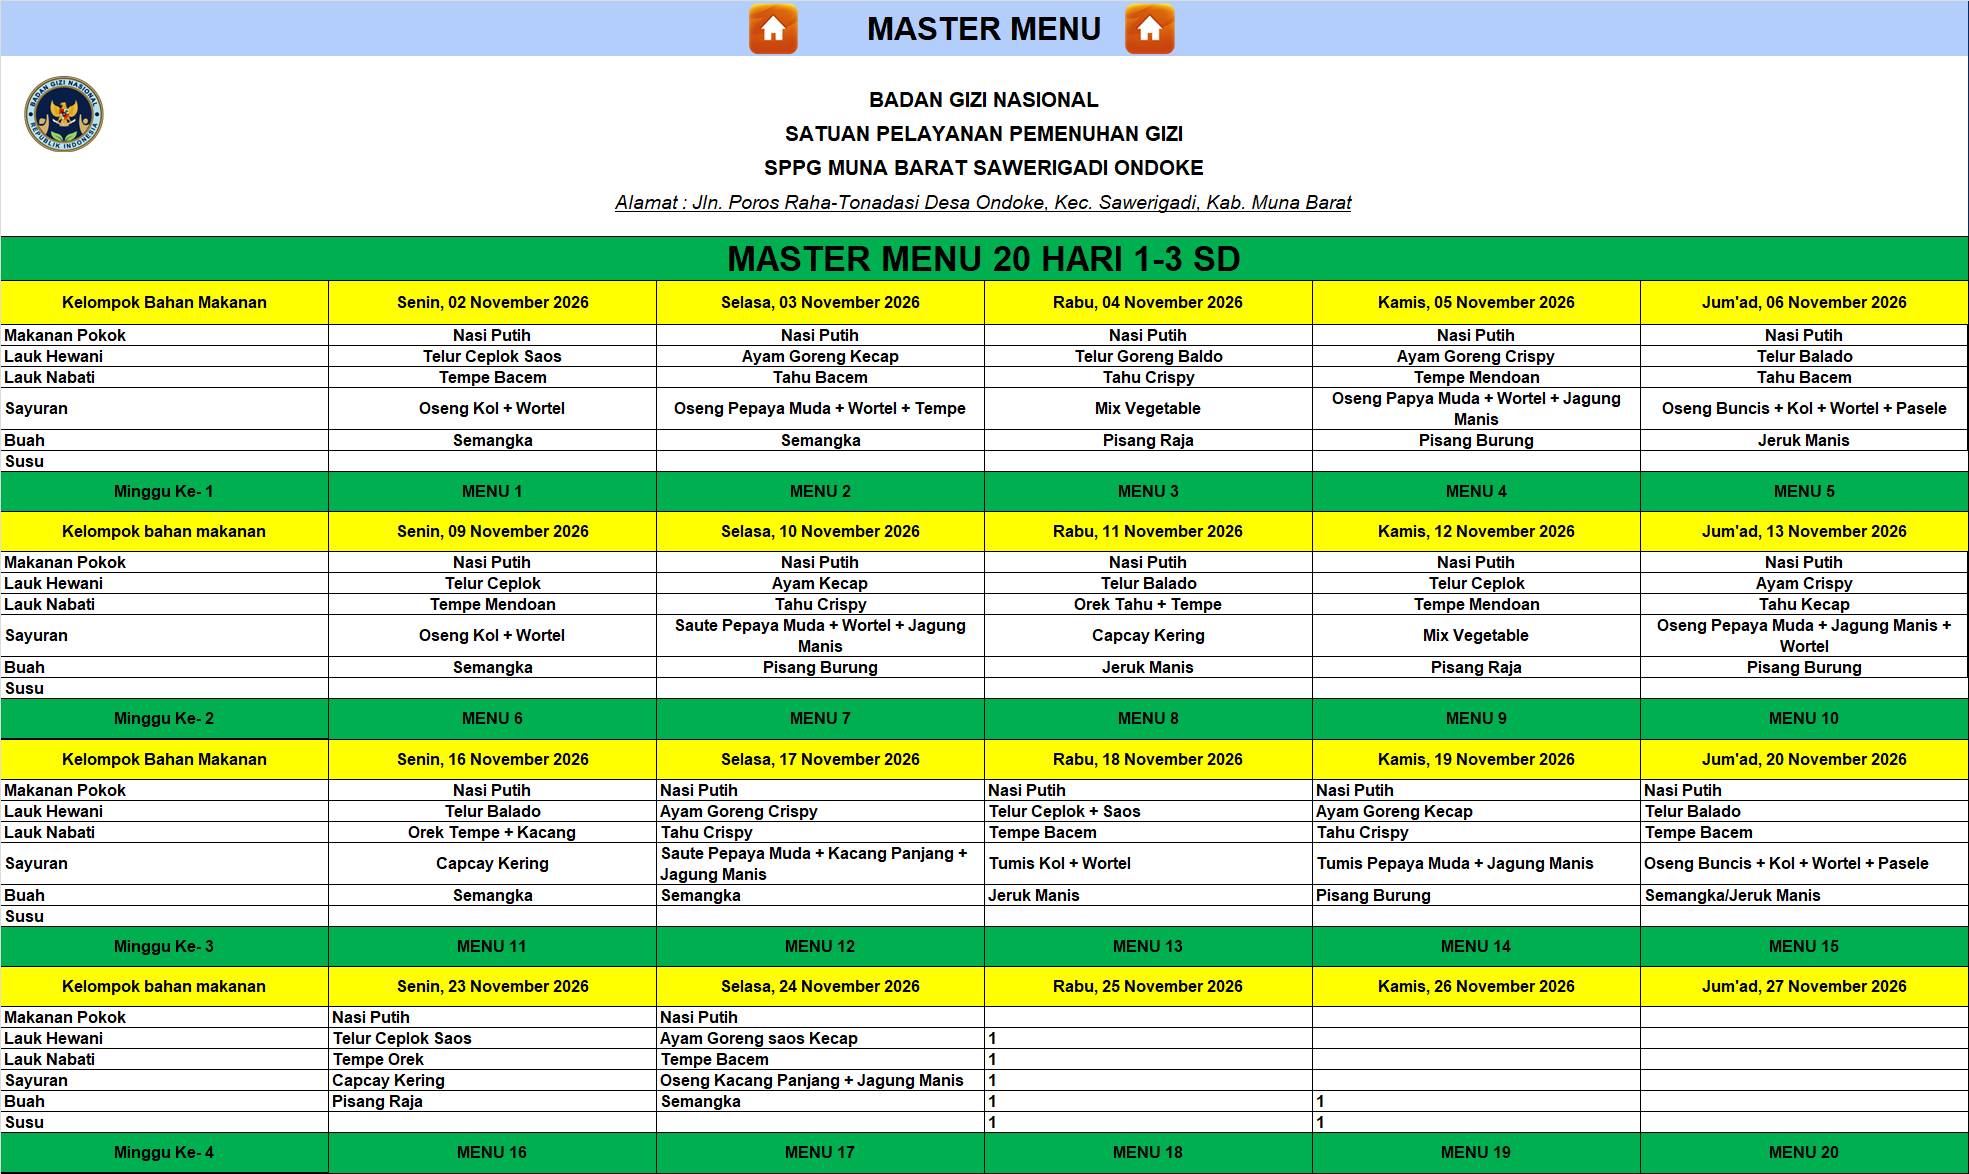 MASTER MENU
BADAN GIZI NASIONAL
REPUBLIK INDONESIA
BADAN GIZI NASIONAL
SATUAN PELAYANAN PEMENUHAN GIZI
SPPG MUNA BARAT SAWERIGADI ONDOKE
Alamat : Jln. Poros Raha-Tonadasi Desa Ondoke, Kec. Sawerigadi, Kab. Muna Barat
MASTER MENU 20 HARI 1-3 SD
Kelompok Bahan Makanan Senin, 02 November 2026 Selasa, 03 November 2026 Rabu, 04 November 2026 Kamis, 05 November 2026 Jum'ad, 06 November 2026
Makanan Pokok Nasi Putih Nasi Putih Nasi Putih Nasi Putih Nasi Putih
Lauk Hewani Telur Ceplok Saos Ayam Goreng Kecap Telur Goreng Baldo Ayam Goreng Crispy Telur Balado
Lauk Nabati Tempe Bacem Tahu Bacem Tahu Crispy Tempe Mendoan Tahu Bacem
Sayuran Oseng Kol + Wortel Oseng Pepaya Muda + Wortel + Tempe Mix Vegetable Oseng Papya Muda + Wortel + Jagung Manis Oseng Buncis + Kol + Wortel + Pasele
Buah Semangka Semangka Pisang Raja Pisang Burung Jeruk Manis
Susu
Minggu Ke- 1 MENU 1 MENU 2 MENU 3 MENU 4 MENU 5
Kelompok bahan makanan Senin, 09 November 2026 Selasa, 10 November 2026 Rabu, 11 November 2026 Kamis, 12 November 2026 Jum'ad, 13 November 2026
Makanan Pokok Nasi Putih Nasi Putih Nasi Putih Nasi Putih Nasi Putih
Lauk Hewani Telur Ceplok Ayam Kecap Telur Balado Telur Ceplok Ayam Crispy
Lauk Nabati Tempe Mendoan Tahu Crispy Orek Tahu + Tempe Tempe Mendoan Tahu Kecap
Sayuran Oseng Kol + Wortel Saute Pepaya Muda + Wortel + Jagung Manis Capcay Kering Mix Vegetable Oseng Pepaya Muda + Jagung Manis + Wortel
Buah Semangka Pisang Burung Jeruk Manis Pisang Raja Pisang Burung
Susu
Minggu Ke- 2 MENU 6 MENU 7 MENU 8 MENU 9 MENU 10
Kelompok Bahan Makanan Senin, 16 November 2026 Selasa, 17 November 2026 Rabu, 18 November 2026 Kamis, 19 November 2026 Jum'ad, 20 November 2026
Makanan Pokok Nasi Putih Nasi Putih Nasi Putih Nasi Putih Nasi Putih
Lauk Hewani Telur Balado Ayam Goreng Crispy Telur Ceplok + Saos Ayam Goreng Kecap Telur Balado
Lauk Nabati Orek Tempe + Kacang Tahu Crispy Tempe Bacem Tahu Crispy Tempe Bacem
Sayuran Capcay Kering Saute Pepaya Muda + Kacang Panjang + Jagung Manis Tumis Kol + Wortel Tumis Pepaya Muda + Jagung Manis Oseng Buncis + Kol + Wortel + Pasele
Buah Semangka Semangka Jeruk Manis Pisang Burung Semangka/Jeruk Manis
Susu
Minggu Ke- 3 MENU 11 MENU 12 MENU 13 MENU 14 MENU 15
Kelompok bahan makanan Senin, 23 November 2026 Selasa, 24 November 2026 Rabu, 25 November 2026 Kamis, 26 November 2026 Jum'ad, 27 November 2026
Makanan Pokok Nasi Putih Nasi Putih
Lauk Hewani Telur Ceplok Saos Ayam Goreng saos Kecap 1
Lauk Nabati Tempe Orek Tempe Bacem 1
Sayuran Capcay Kering Oseng Kacang Panjang + Jagung Manis 1
Buah Pisang Raja Semangka 1 1
Susu 1 1
Minggu Ke- 4 MENU 16 MENU 17 MENU 18 MENU 19 MENU 20